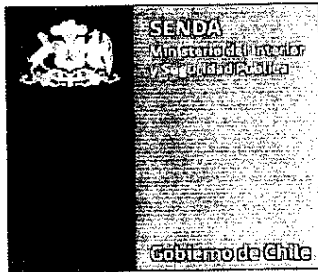 SENDA
Ministerio del Interior
y Seguridad Pública
Gobierno de Chile